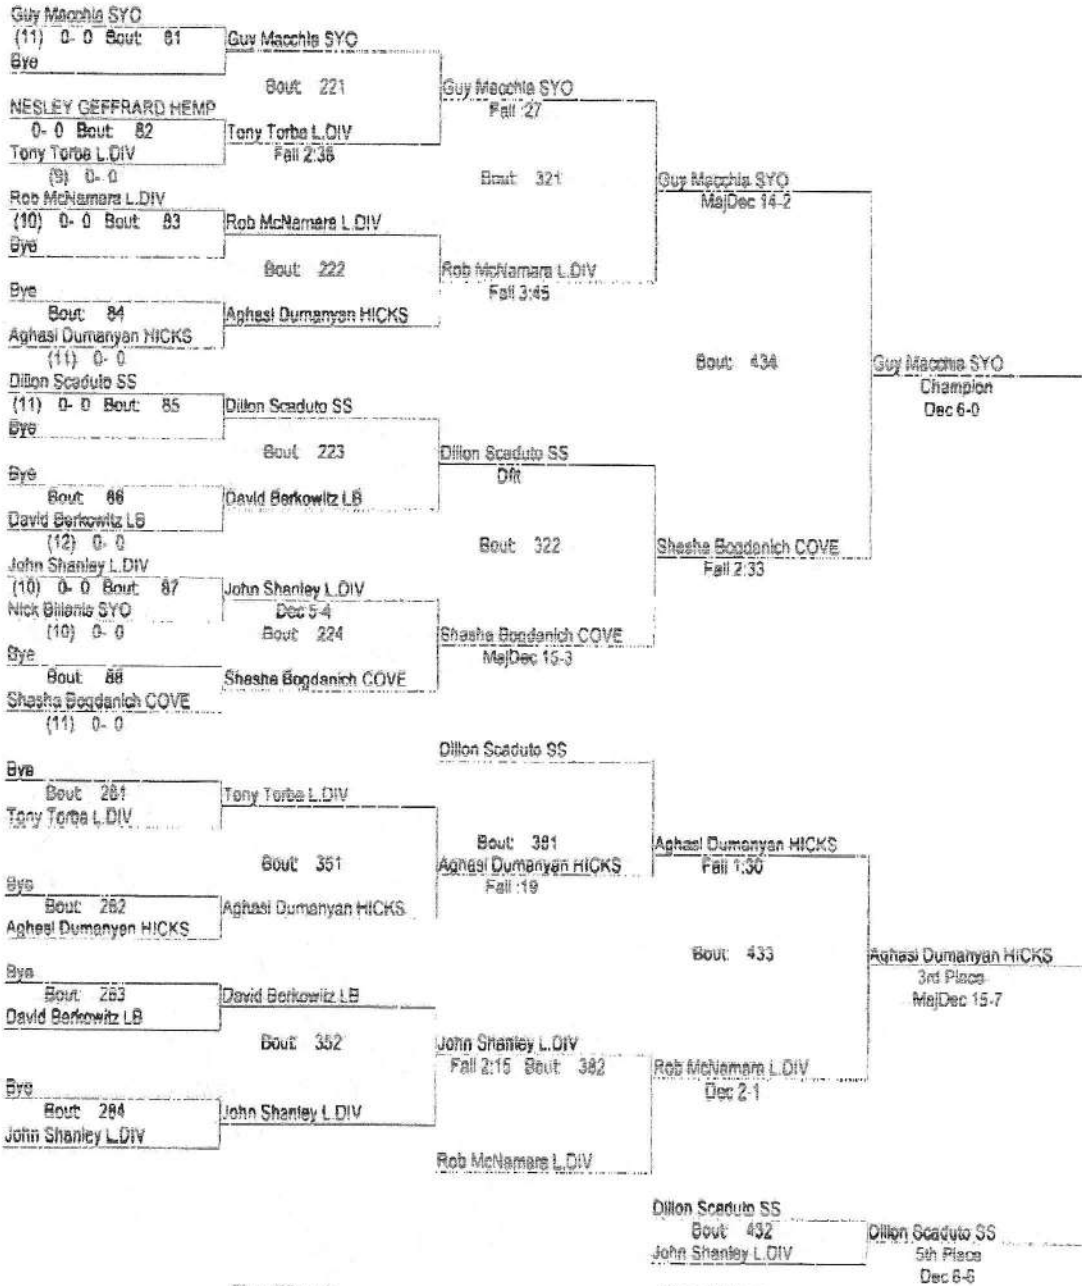 Guy Macchia SYO
(11) 0- 0 Bout: 81
Bye
Guy Macchia SYO
Bout: 221
NESLEY GEFFRARD HEMP
0- 0 Bout: 82
Tony Torba L.DIV
(9) 0- 0
Tony Torba L.DIV
Fall 2:38
Guy Macchia SYO
Fall :27
Bout: 321
Rob McNamara L.DIV
(10) 0- 0 Bout: 83
Bye
Rob McNamara L.DIV
Bout: 222
Bye
Bout: 84
Aghasi Dumanyan HICKS
(11) 0- 0
Aghasi Dumanyan HICKS
Rob McNamara L.DIV
Fall 3:45
Guy Macchia SYO
MajDec 14-2
Bout: 434
Guy Macchia SYO
Champion
Dec 6-0
Dillon Scaduto SS
(11) 0- 0 Bout: 85
Bye
Dillon Scaduto SS
Bout: 223
Bye
Bout: 86
David Berkowitz LB
(12) 0- 0
David Berkowitz LB
Dillon Scaduto SS
Dft
Bout: 322
John Shanley L.DIV
(10) 0- 0 Bout: 87
Nick Bilanis SYO
(10) 0- 0
John Shanley L.DIV
Dec 5-4
Bout: 224
Bye
Bout: 88
Shasha Bogdanich COVE
(11) 0- 0
Shasha Bogdanich COVE
Shasha Bogdanich COVE
MajDec 15-3
Shasha Bogdanich COVE
Fall 2:33
Dillon Scaduto SS
Bye
Bout: 281
Tony Torba L.DIV
Tony Torba L.DIV
Bout: 351
Bye
Bout: 282
Aghasi Dumanyan HICKS
Aghasi Dumanyan HICKS
Bout: 381
Aghasi Dumanyan HICKS
Fall :19
Aghasi Dumanyan HICKS
Fall 1:30
Bout: 433
Aghasi Dumanyan HICKS
3rd Place
MajDec 15-7
Bye
Bout: 283
David Berkowitz LB
David Berkowitz LB
Bout: 352
Bye
Bout: 284
John Shanley L.DIV
John Shanley L.DIV
John Shanley L.DIV
Fall 2:15 Bout: 382
Rob McNamara L.DIV
Rob McNamara L.DIV
Dec 2-1
Dillon Scaduto SS
Bout: 432
John Shanley L.DIV
Dillon Scaduto SS
5th Place
Dec 6-5